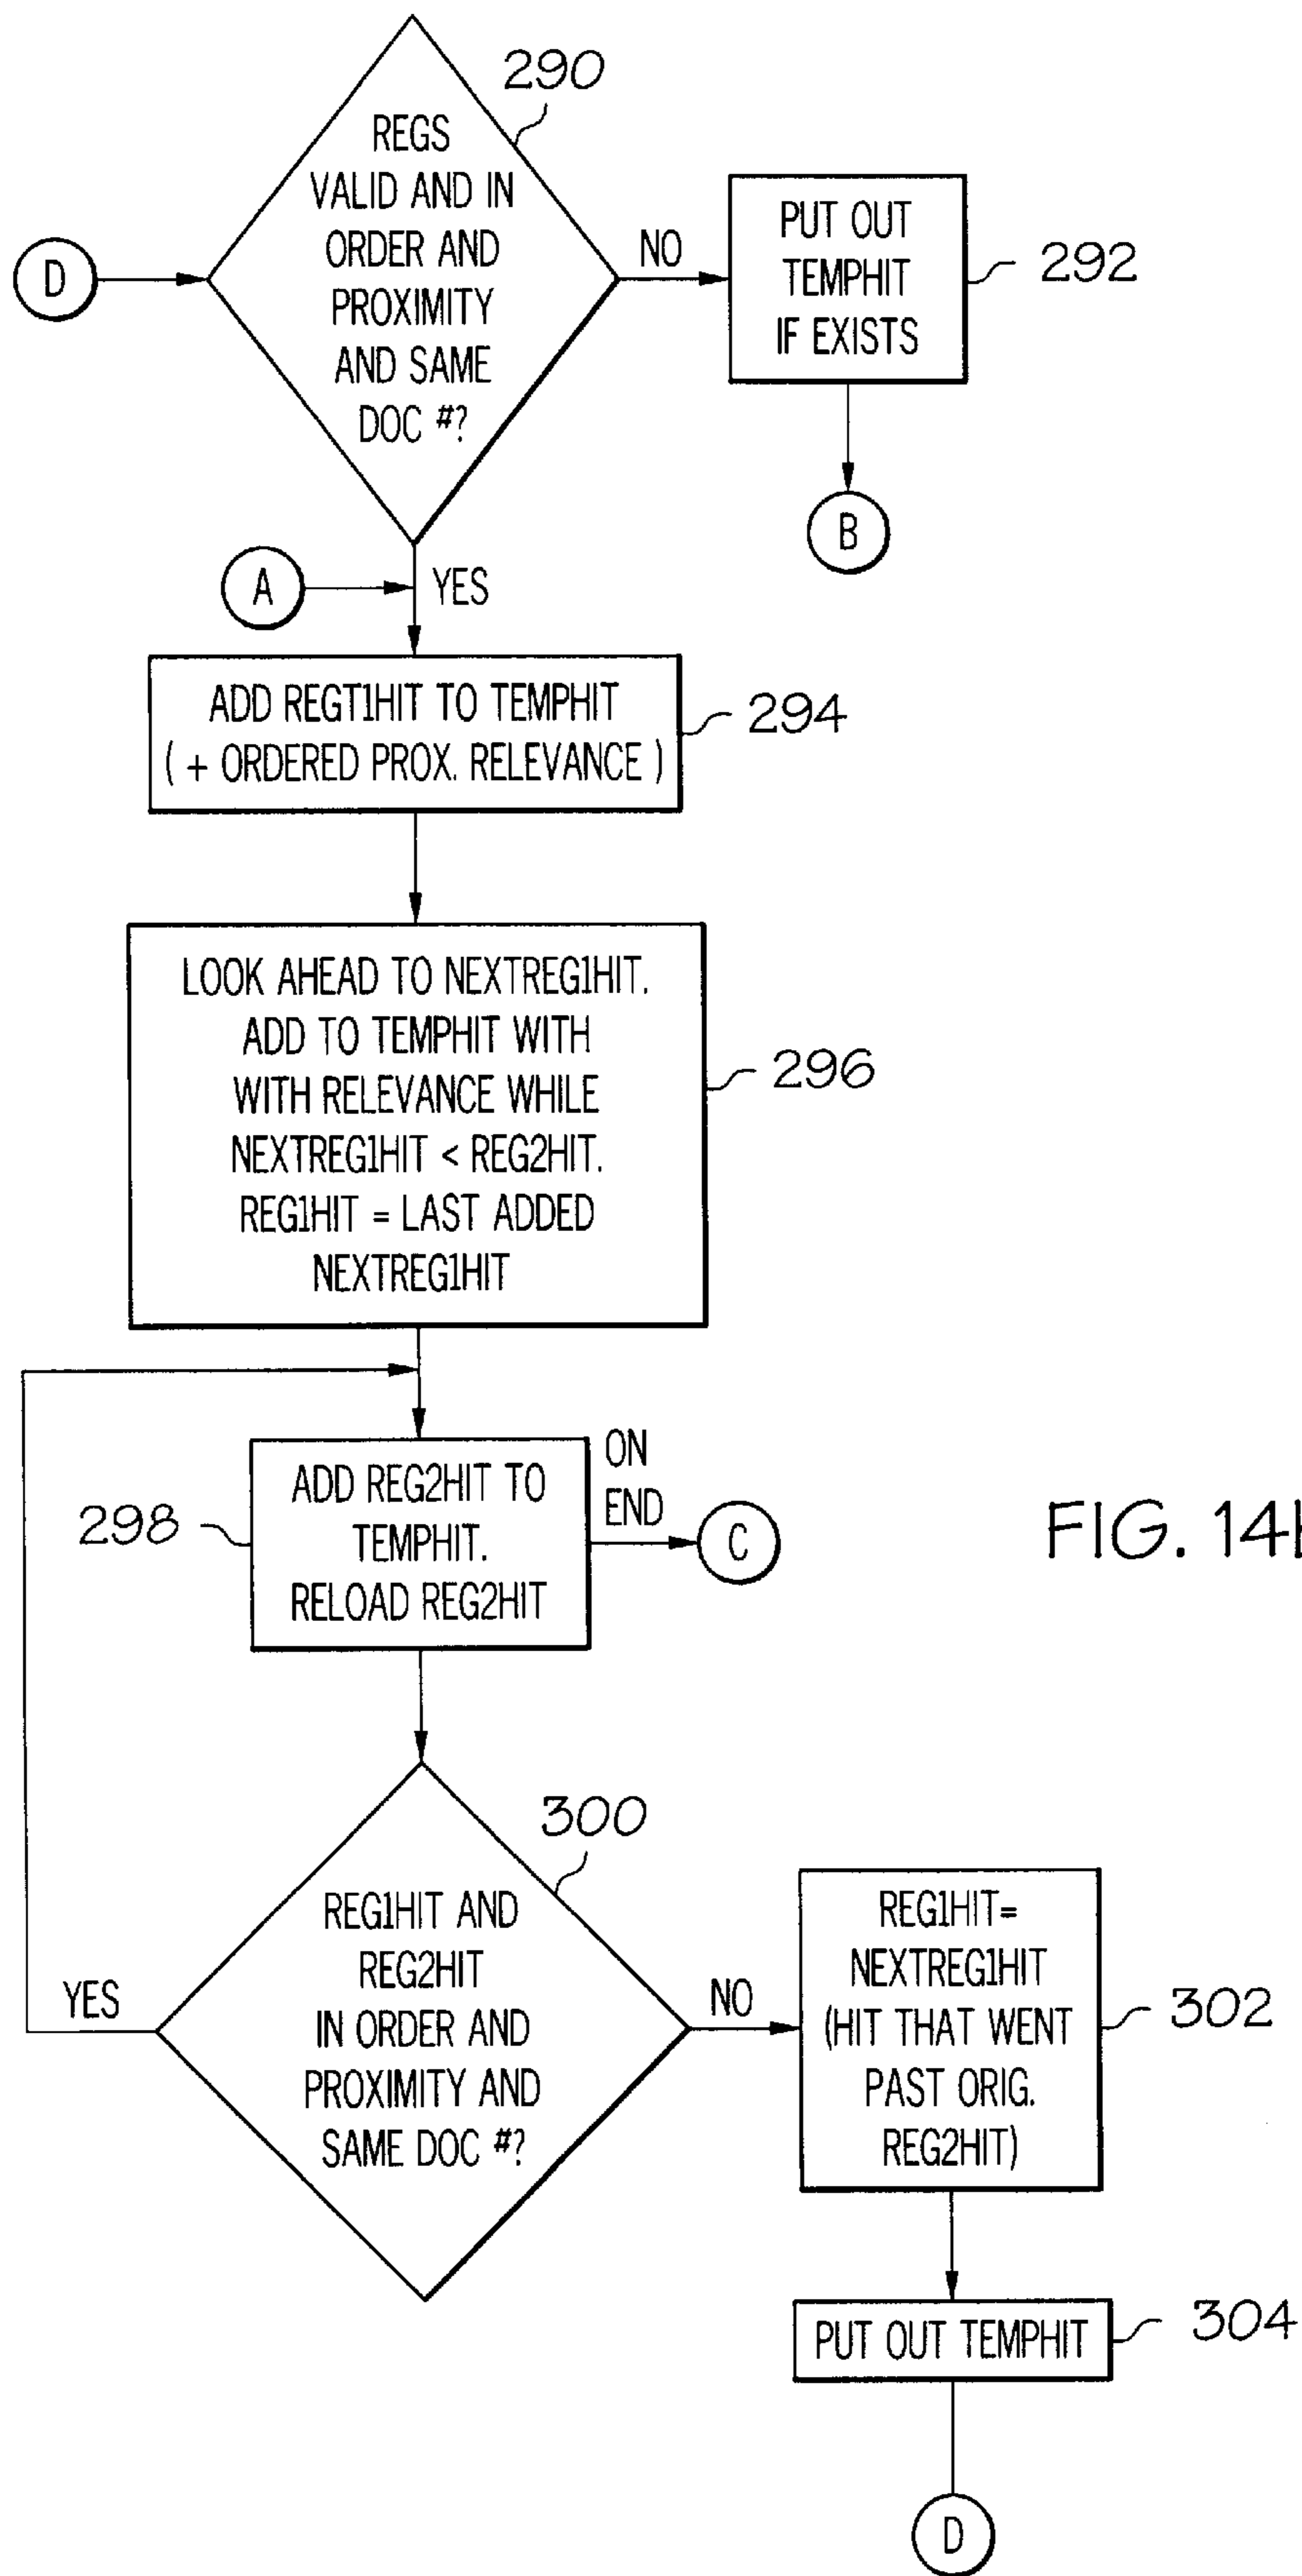 290
REGS
VALID AND IN
ORDER AND
PROXIMITY
AND SAME
DOC #?
D
NO
PUT OUT
TEMPHIT
IF EXISTS
292
B
A
YES
ADD REGT1HIT TO TEMPHIT
( + ORDERED PROX. RELEVANCE )
294
LOOK AHEAD TO NEXTREG1HIT.
ADD TO TEMPHIT WITH
WITH RELEVANCE WHILE
NEXTREG1HIT < REG2HIT.
REG1HIT = LAST ADDED
NEXTREG1HIT
296
ADD REG2HIT TO
TEMPHIT.
RELOAD REG2HIT
298
ON
END
C
FIG. 14
300
REG1HIT AND
REG2HIT
IN ORDER AND
PROXIMITY AND
SAME DOC #?
YES
NO
REG1HIT=
NEXTREG1HIT
(HIT THAT WENT
PAST ORIG.
REG2HIT)
302
PUT OUT TEMPHIT
304
D